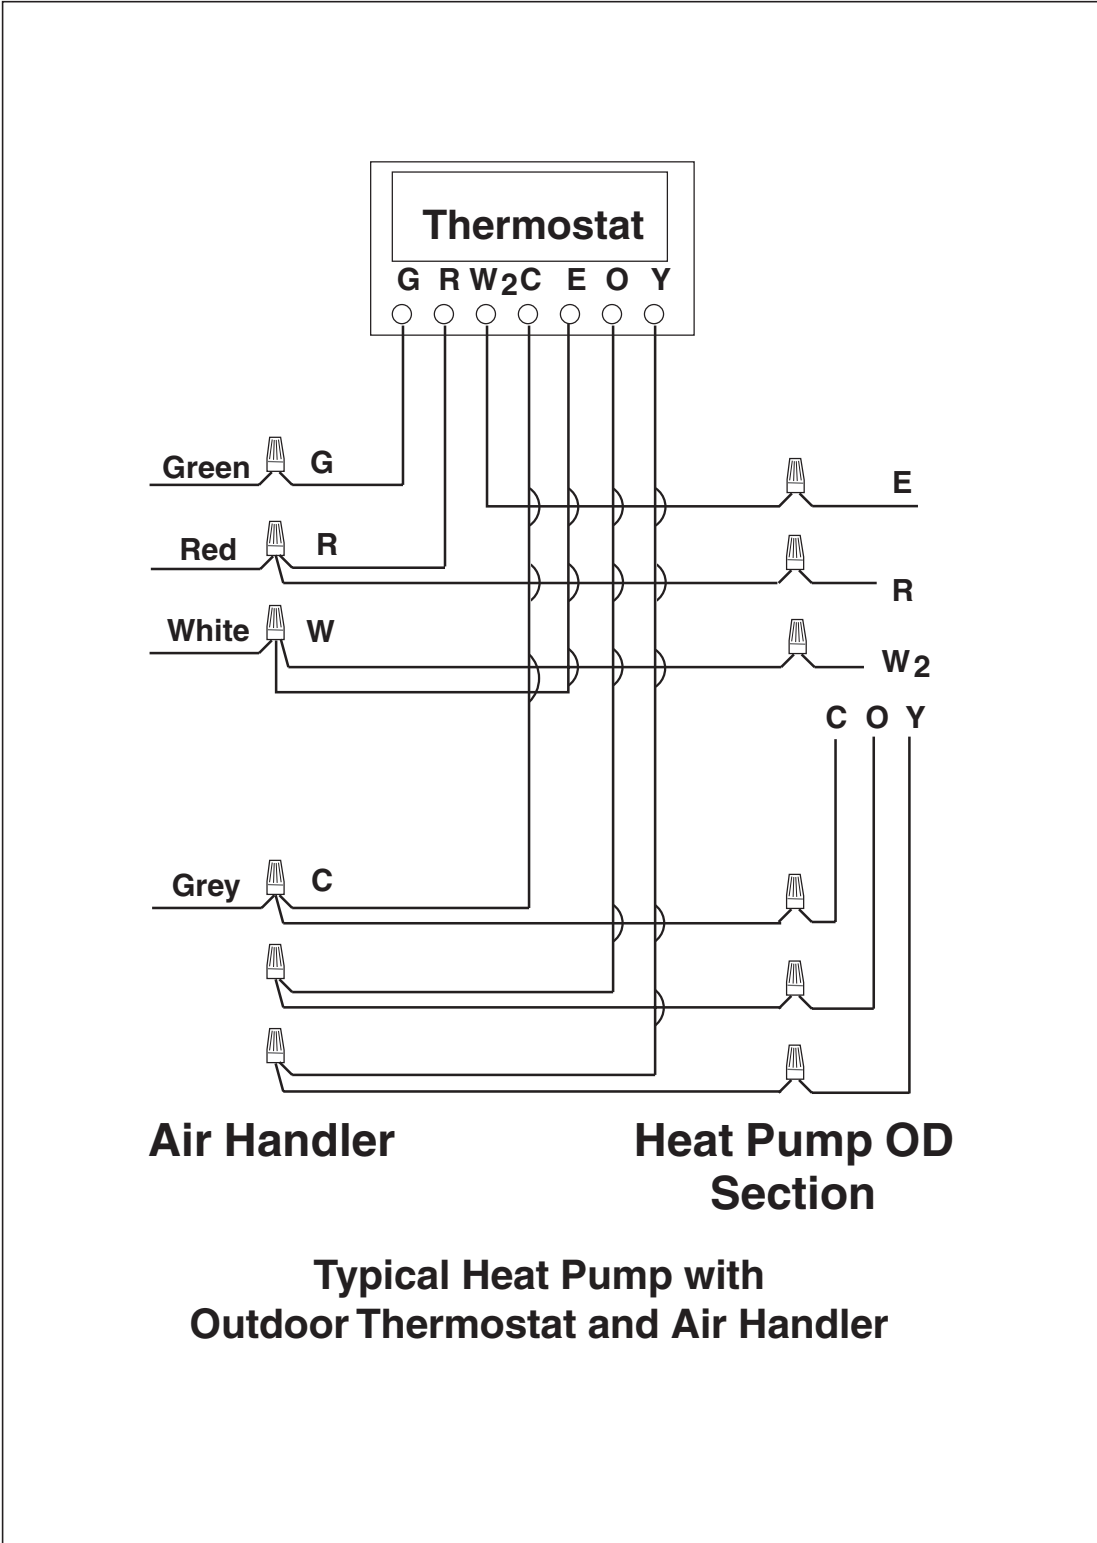 Thermostat
G R W2 C E O Y
Green G
E
Red R
R
White W
W2
C O Y
Grey C
Air Handler
Heat Pump OD
Section
Typical Heat Pump with
Outdoor Thermostat and Air Handler